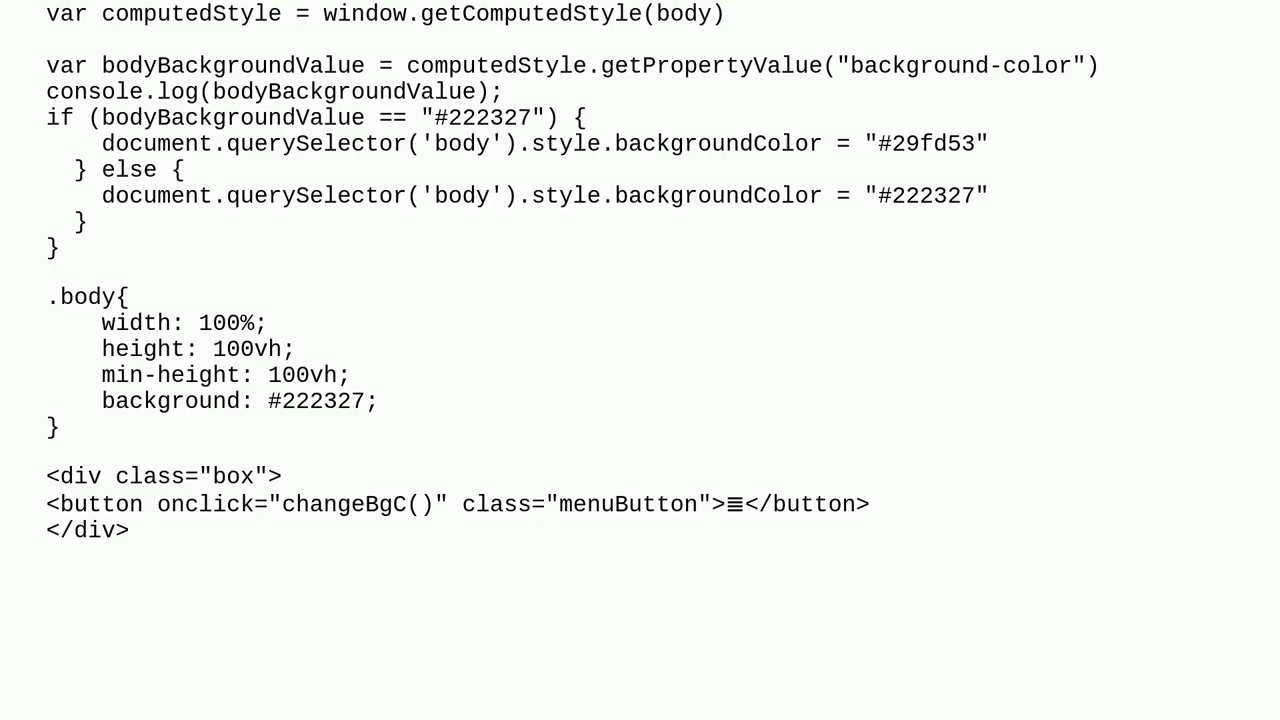 var computedStyle = window.getComputedStyle(body)
var bodyBackgroundValue = computedStyle.getPropertyValue("background-color")
console.log(bodyBackgroundValue);
if (bodyBackgroundValue == "#222327") {
    document.querySelector('body').style.backgroundColor = "#29fd53"
  } else {
    document.querySelector('body').style.backgroundColor = "#222327"
  }
}
.body{
    width: 100%;
    height: 100vh;
    min-height: 100vh;
    background: #222327;
}
<div class="box">
<button onclick="changeBgC()" class="menuButton">≣</button>
</div>